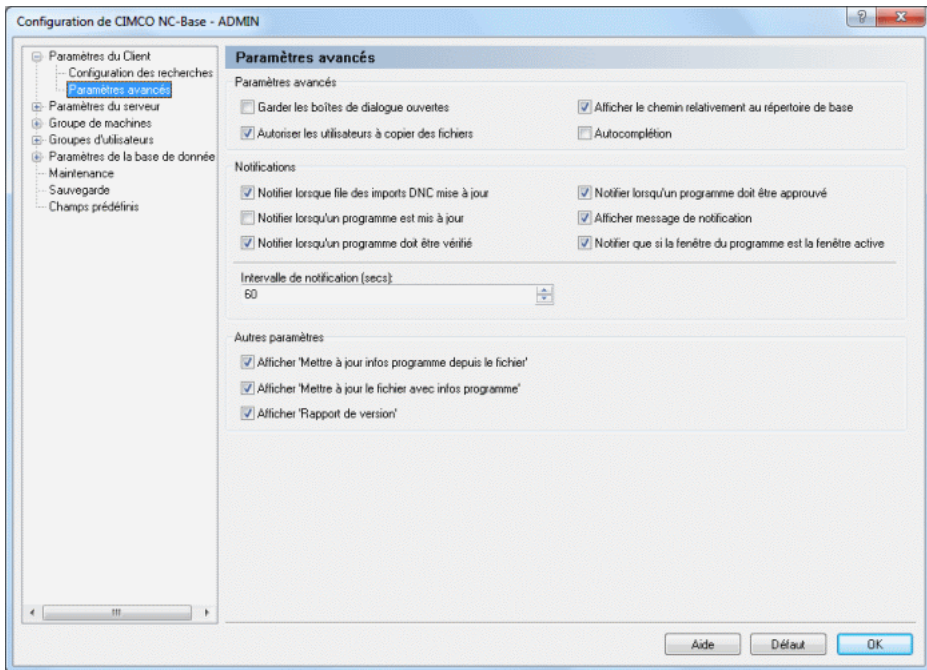 Configuration de CIMCO NC-Base - ADMIN
Paramètres du Client
Configuration des recherches
Paramètres avancés
Paramètres du serveur
Groupe de machines
Groupes d'utilisateurs
Paramètres de la base de donnée
Maintenance
Sauvegarde
Champs prédéfinis
Paramètres avancés
Paramètres avancés
Garder les boîtes de dialogue ouvertes
Afficher le chemin relativement au répertoire de base
Autoriser les utilisateurs à copier des fichiers
Autocomplétion
Notifications
Notifier lorsque file des imports DNC mise à jour
Notifier lorsqu'un programme doit être approuvé
Notifier lorsqu'un programme est mis à jour
Afficher message de notification
Notifier lorsqu'un programme doit être vérifié
Notifier que si la fenêtre du programme est la fenêtre active
Intervalle de notification (secs):
60
Autres paramètres
Afficher 'Mettre à jour infos programme depuis le fichier'
Afficher 'Mettre à jour le fichier avec infos programme'
Afficher 'Rapport de version'
Aide
Défaut
OK